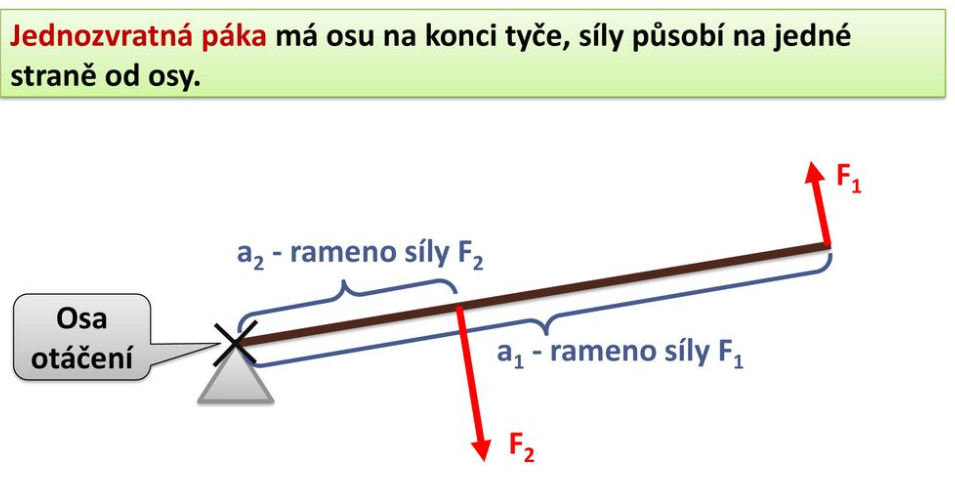 Jednozvratná páka má osu na konci tyče, síly působí na jedné
straně od osy.
F₁
a₂ - rameno síly F₂
Osa
otáčení
a₁ - rameno síly F₁
F₂